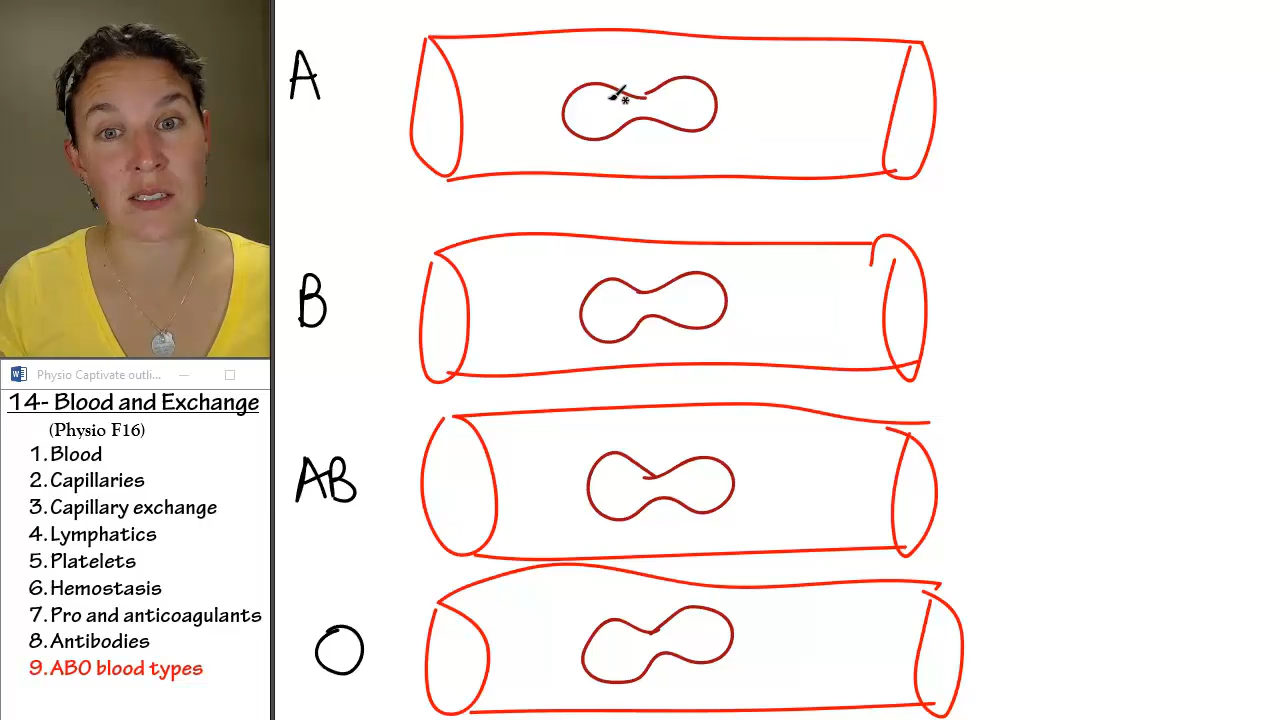 A
B
AB
O
Physio Captivate outli...
14- Blood and Exchange
(Physio F16)
1. Blood
2. Capillaries
3. Capillary exchange
4. Lymphatics
5. Platelets
6. Hemostasis
7. Pro and anticoagulants
8. Antibodies
9. ABO blood types